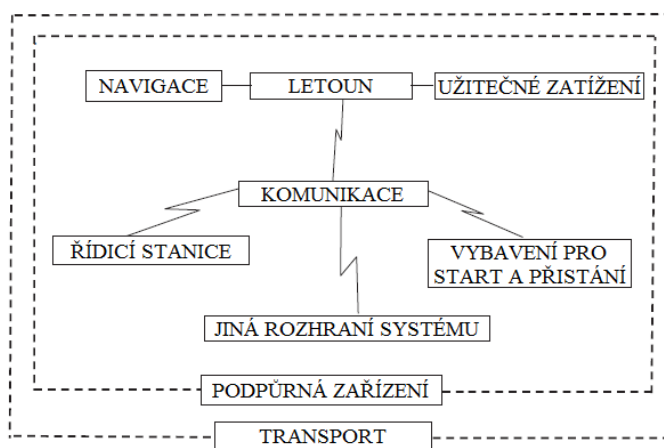 NAVIGACE
LETOUN
UŽITEČNÉ ZATÍŽENÍ
KOMUNIKACE
ŘÍDICÍ STANICE
VYBAVENÍ PRO
START A PŘISTÁNÍ
JINÁ ROZHRANÍ SYSTÉMU
PODPŮRNÁ ZAŘÍZENÍ
TRANSPORT